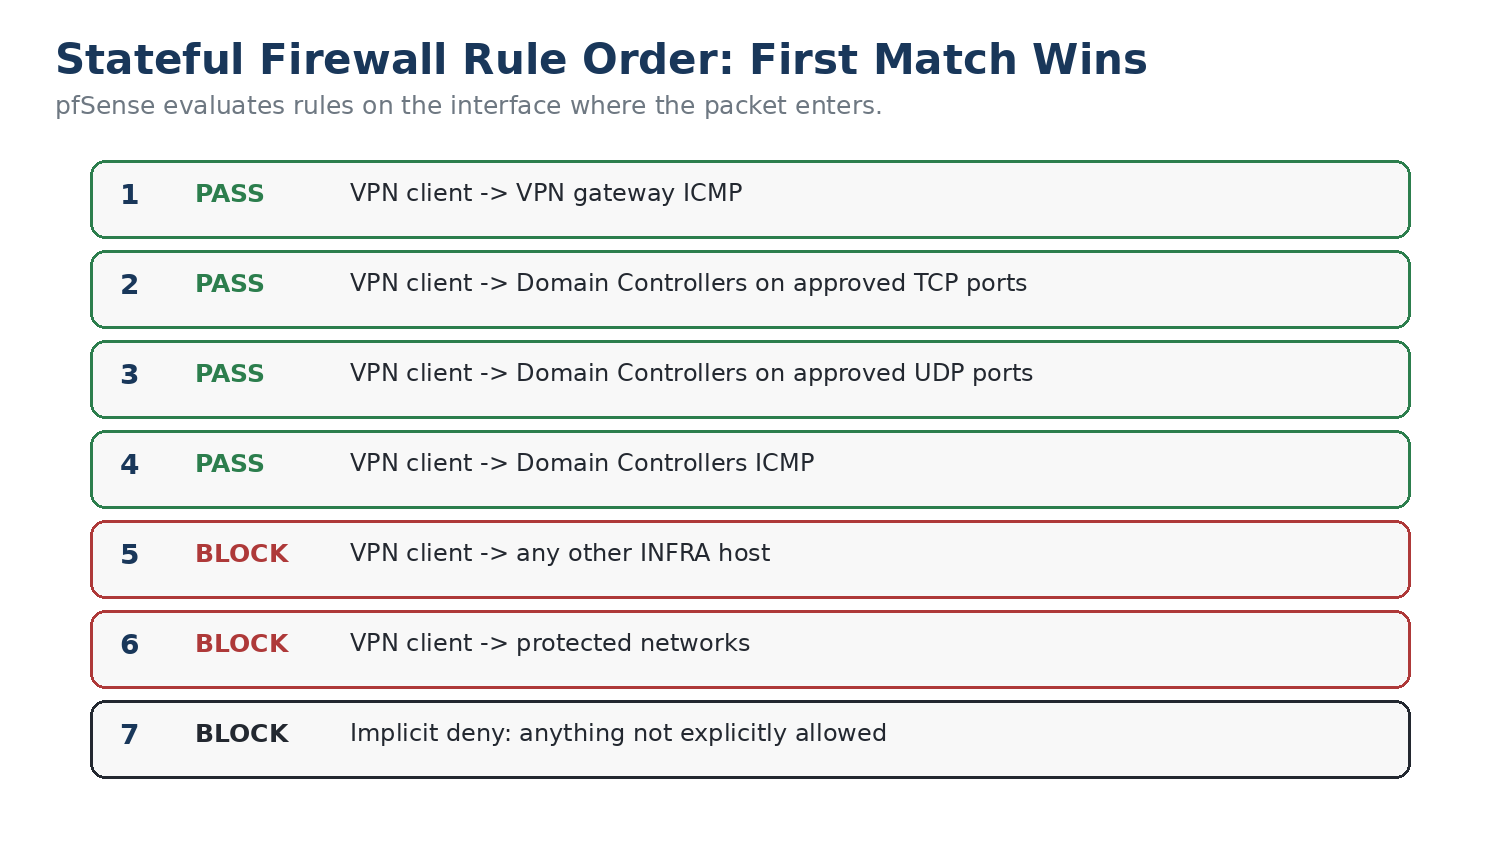 Stateful Firewall Rule Order: First Match Wins
pfSense evaluates rules on the interface where the packet enters.
1 PASS VPN client -> VPN gateway ICMP
2 PASS VPN client -> Domain Controllers on approved TCP ports
3 PASS VPN client -> Domain Controllers on approved UDP ports
4 PASS VPN client -> Domain Controllers ICMP
5 BLOCK VPN client -> any other INFRA host
6 BLOCK VPN client -> protected networks
7 BLOCK Implicit deny: anything not explicitly allowed